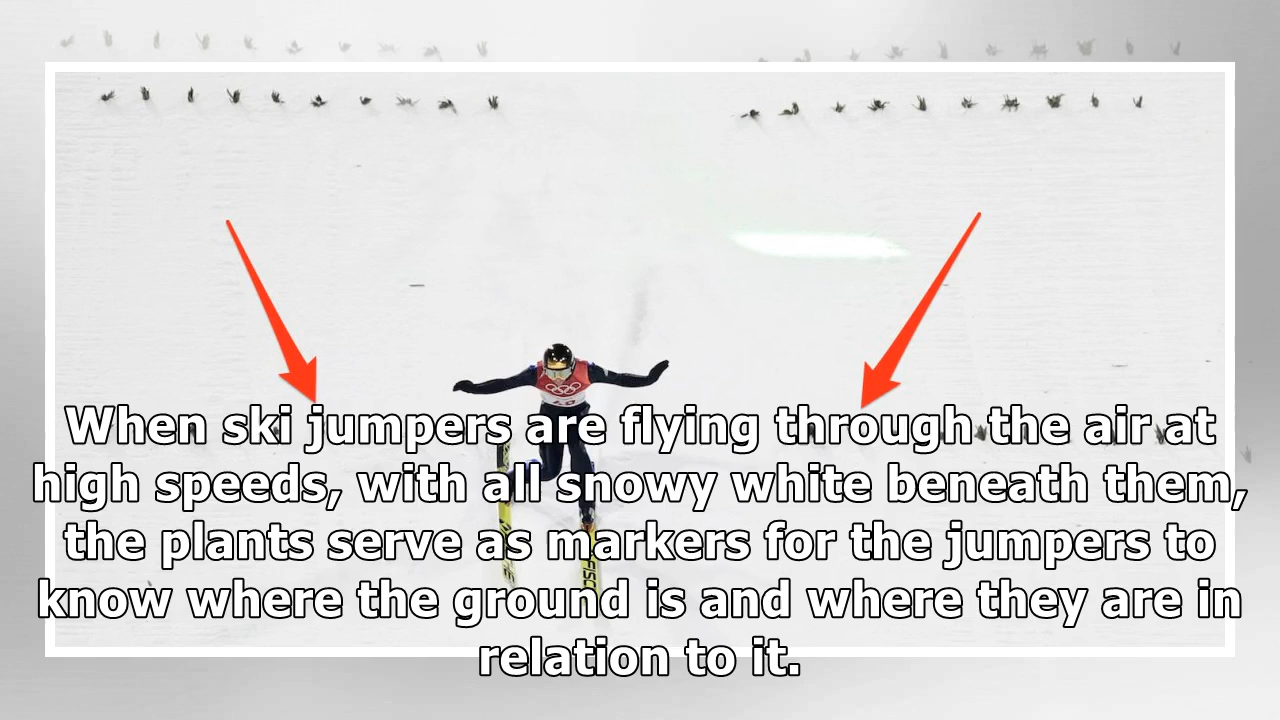 When ski jumpers are flying through the air at
high speeds, with all snowy white beneath them,
the plants serve as markers for the jumpers to
know where the ground is and where they are in
relation to it.
FISC